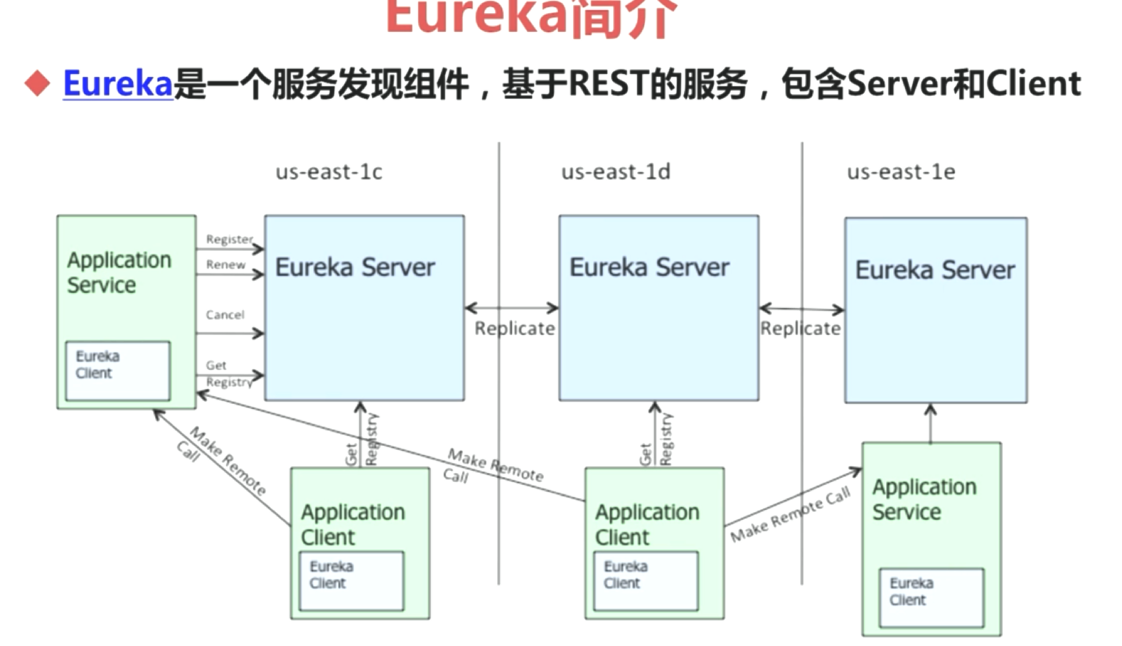 Eureka简介
Eureka是一个服务发现组件，基于REST的服务，包含Server和Client
us-east-1c
us-east-1d
us-east-1e
Application
Service
Eureka
Client
Register
Renew
Cancel
Get
Registry
Eureka Server
Replicate
Eureka Server
Replicate
Eureka Server
Make Remote
Call
Get
Registry
Make Remote
Call
Get
Registry
Make Remote Call
Application
Client
Eureka
Client
Application
Client
Eureka
Client
Application
Service
Eureka
Client